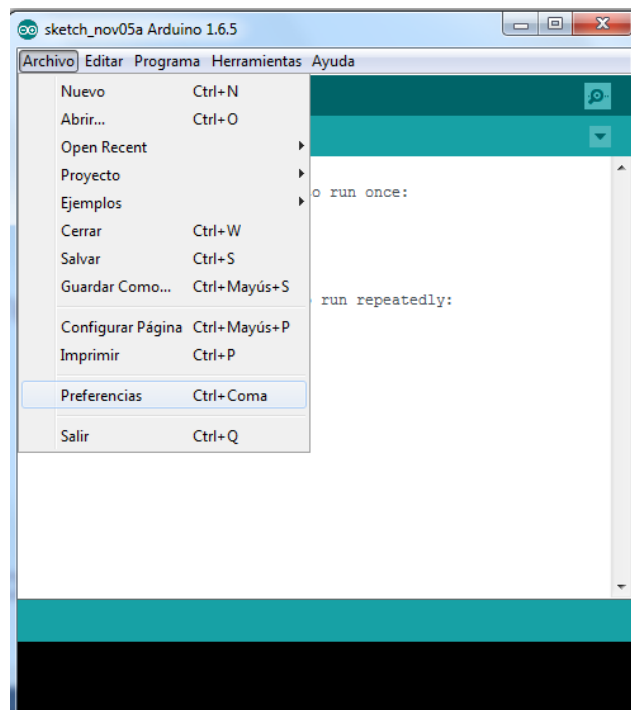 sketch_nov05a Arduino 1.6.5
Archivo Editar Programa Herramientas Ayuda
Nuevo Ctrl+N
Abrir... Ctrl+O
Open Recent
Proyecto
Ejemplos
Cerrar Ctrl+W
Salvar Ctrl+S
Guardar Como... Ctrl+Mayús+S
Configurar Página Ctrl+Mayús+P
Imprimir Ctrl+P
Preferencias Ctrl+Coma
Salir Ctrl+Q
o run once:
run repeatedly: